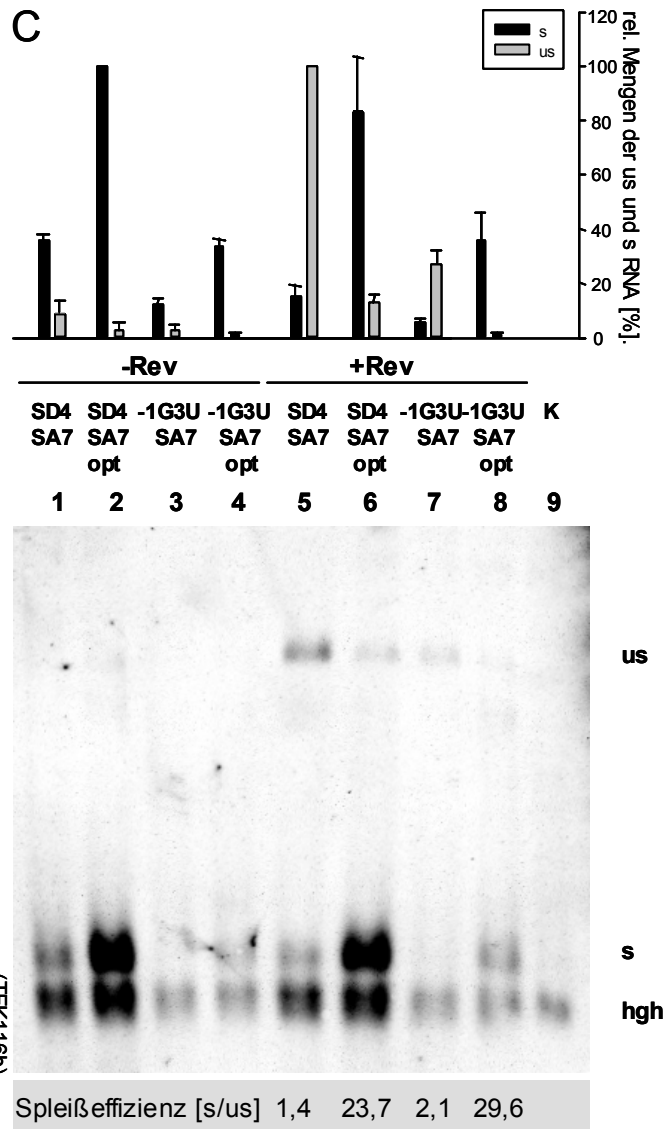 C
s
us
120
100
80
60
40
20
0
rel. Mengen der us und s RNA [%].
-Rev +Rev
SD4 SD4 -1G3U -1G3U SD4 SD4 -1G3U -1G3U K
SA7 SA7 SA7 SA7 SA7 SA7 SA7 SA7
opt opt opt opt
1 2 3 4 5 6 7 8 9
us
s
hgh
Spleißeffizienz [s/us] 1,4 23,7 2,1 29,6